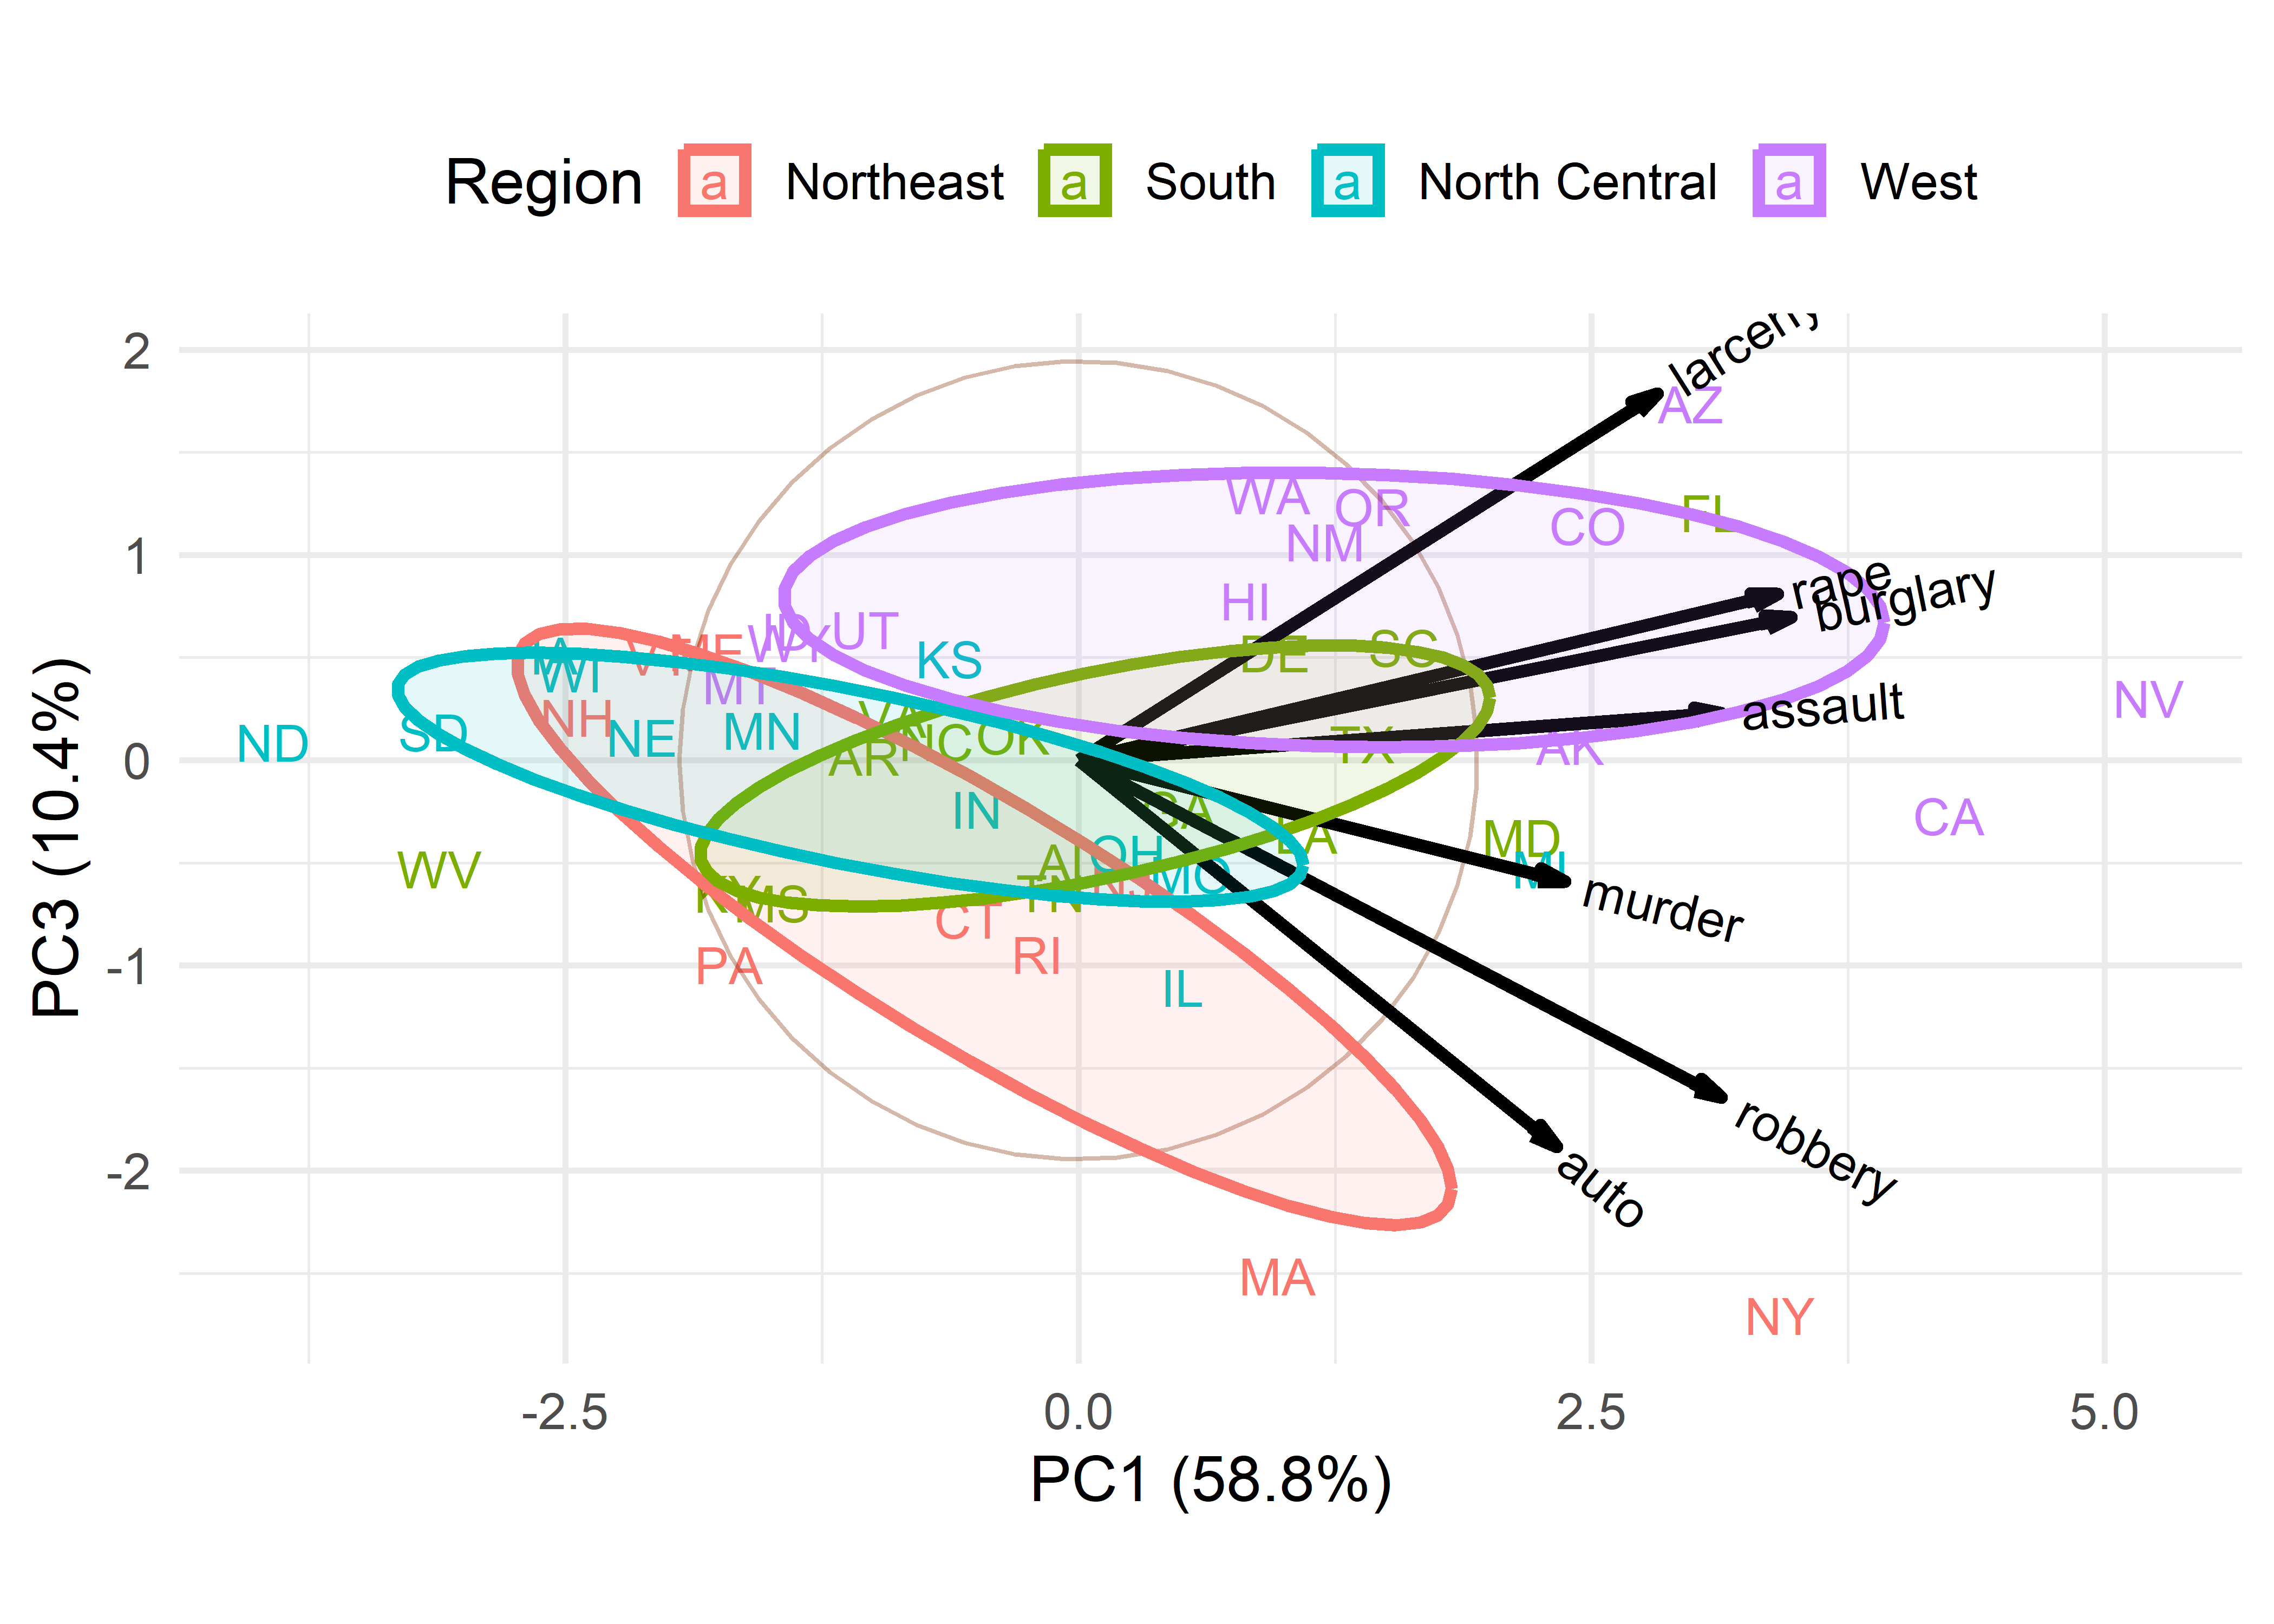 Region a Northeast a South a North Central a West
larceny
2
AZ
WA OR CO FL
NM
1
rape
HI burglary
ID UT
WY ME
KS DE SC
WI MT
NV
NH assault
ND SD NE MN VA
AR NC OK TX AK
0
IN GA CA
LA MD
WV AL OH MI
KY MS TN MO NJ murder
CT
PA RI
-1
IL
robbery
-2
auto
MA
NY
-2.5 0.0 2.5 5.0
PC1 (58.8%)
PC3 (10.4%)